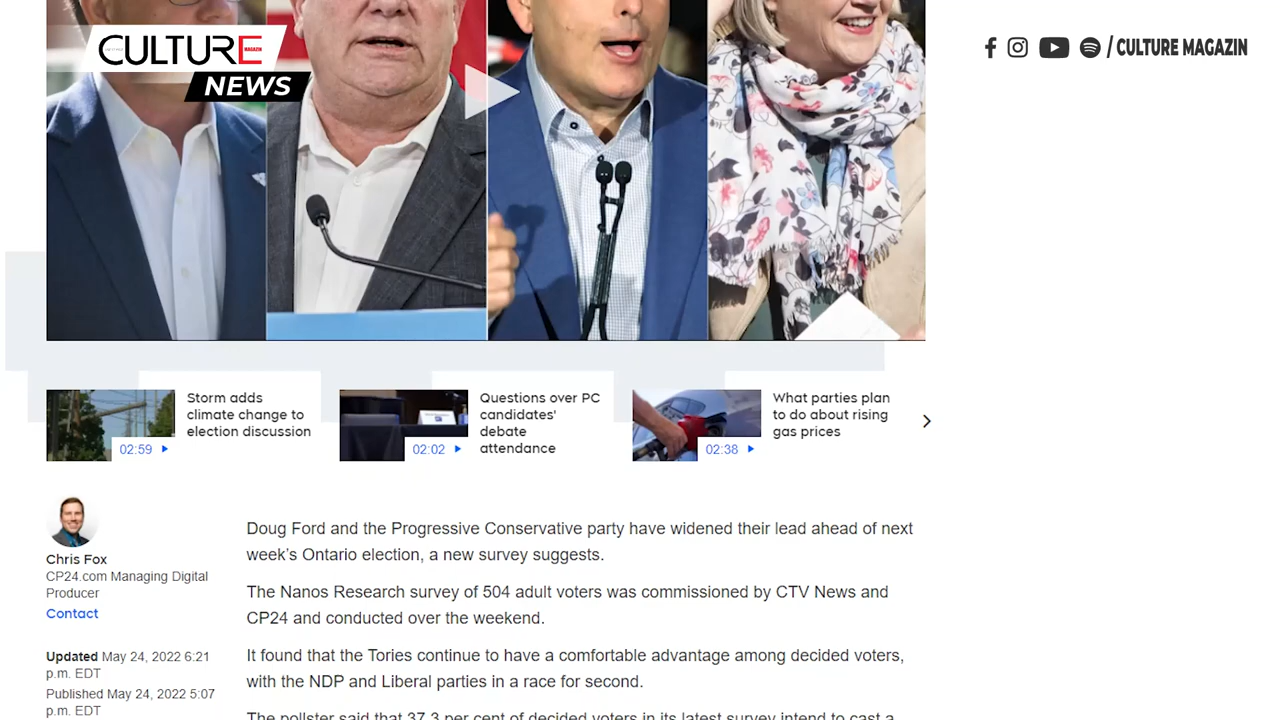 CULTURE
MAGAZIN
NEWS
/ CULTURE MAGAZIN
Storm adds
climate change to
election discussion
02:59
Questions over PC
candidates'
debate
attendance
02:02
What parties plan
to do about rising
gas prices
02:38
Chris Fox
CP24.com Managing Digital
Producer
Contact
Updated May 24, 2022 6:21
p.m. EDT
Published May 24, 2022 5:07
p.m. EDT
Doug Ford and the Progressive Conservative party have widened their lead ahead of next
week’s Ontario election, a new survey suggests.
The Nanos Research survey of 504 adult voters was commissioned by CTV News and
CP24 and conducted over the weekend.
It found that the Tories continue to have a comfortable advantage among decided voters,
with the NDP and Liberal parties in a race for second.
The pollster said that 37.3 per cent of decided voters in its latest survey intend to cast a